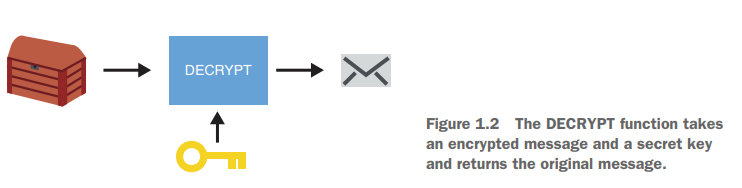 DECRYPT
Figure 1.2 The DECRYPT function takes
an encrypted message and a secret key
and returns the original message.